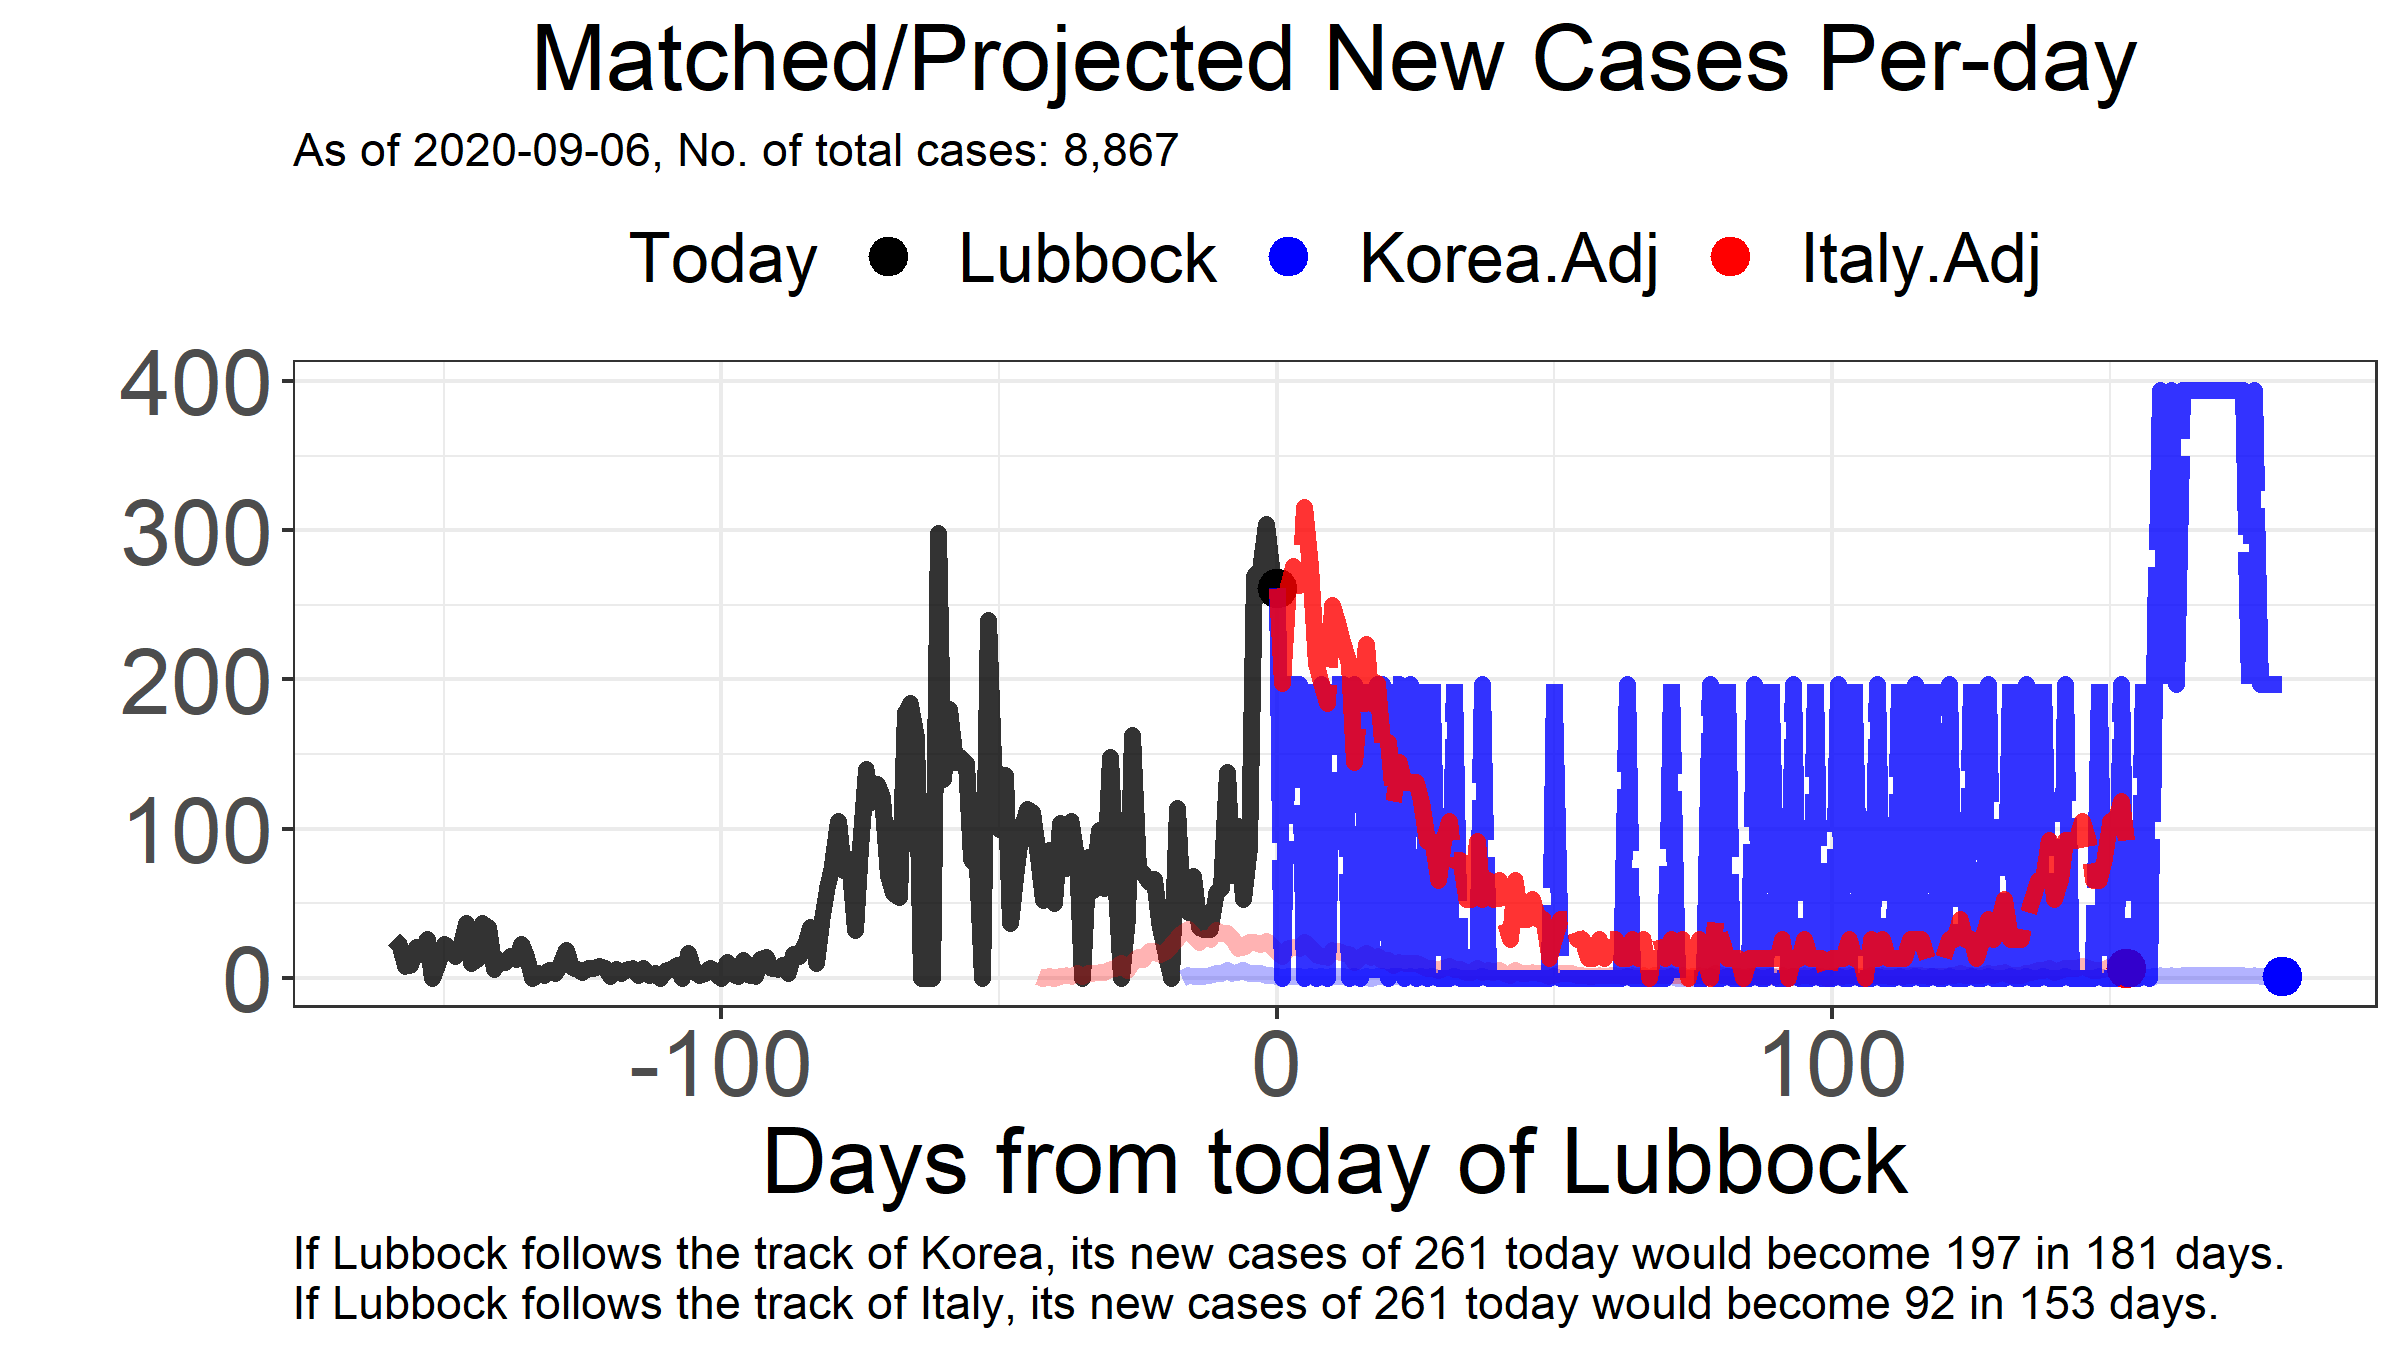 Matched/Projected New Cases Per-day
As of 2020-09-06, No. of total cases: 8,867
Today Lubbock Korea.Adj Italy.Adj
400
300
200
100
0
-100 0 100
Days from today of Lubbock
If Lubbock follows the track of Korea, its new cases of 261 today would become 197 in 181 days.
If Lubbock follows the track of Italy, its new cases of 261 today would become 92 in 153 days.